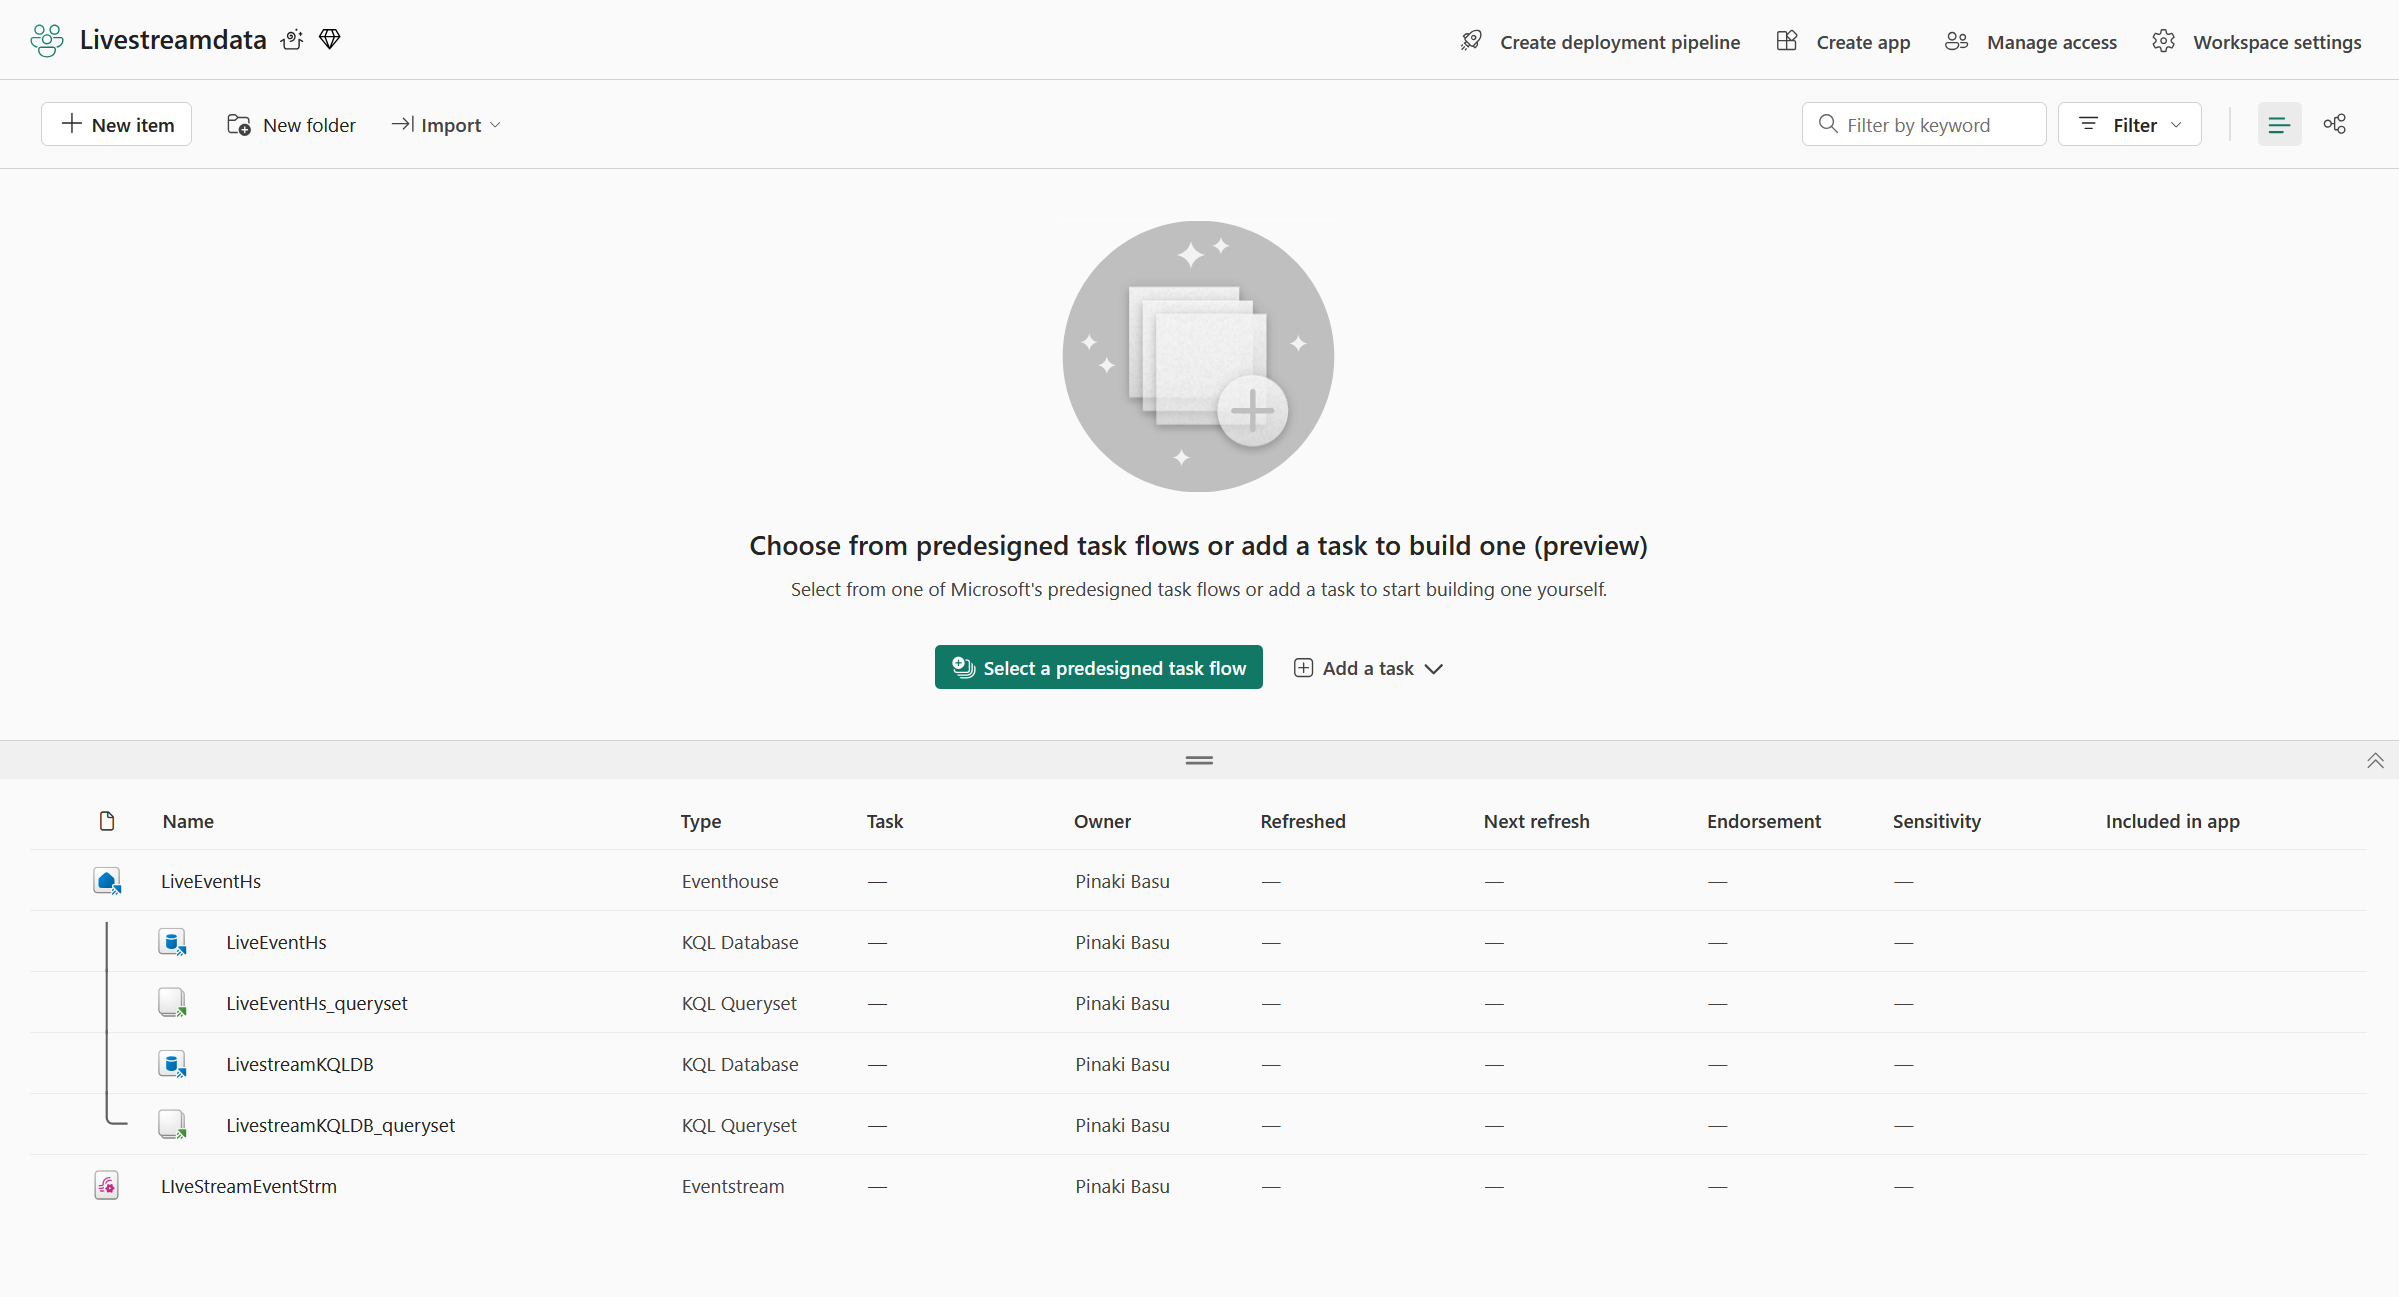 Livestreamdata
Create deployment pipeline Create app Manage access Workspace settings
New item New folder Import Filter by keyword Filter
Choose from predesigned task flows or add a task to build one (preview)
Select from one of Microsoft's predesigned task flows or add a task to start building one yourself.
Select a predesigned task flow Add a task
Name Type Task Owner Refreshed Next refresh Endorsement Sensitivity Included in app
LiveEventHs Eventhouse — Pinaki Basu — — — —
LiveEventHs KQL Database — Pinaki Basu — — — —
LiveEventHs_queryset KQL Queryset — Pinaki Basu — — — —
LivestreamKQLDB KQL Database — Pinaki Basu — — — —
LivestreamKQLDB_queryset KQL Queryset — Pinaki Basu — — — —
LIveStreamEventStrm Eventstream — Pinaki Basu — — — —